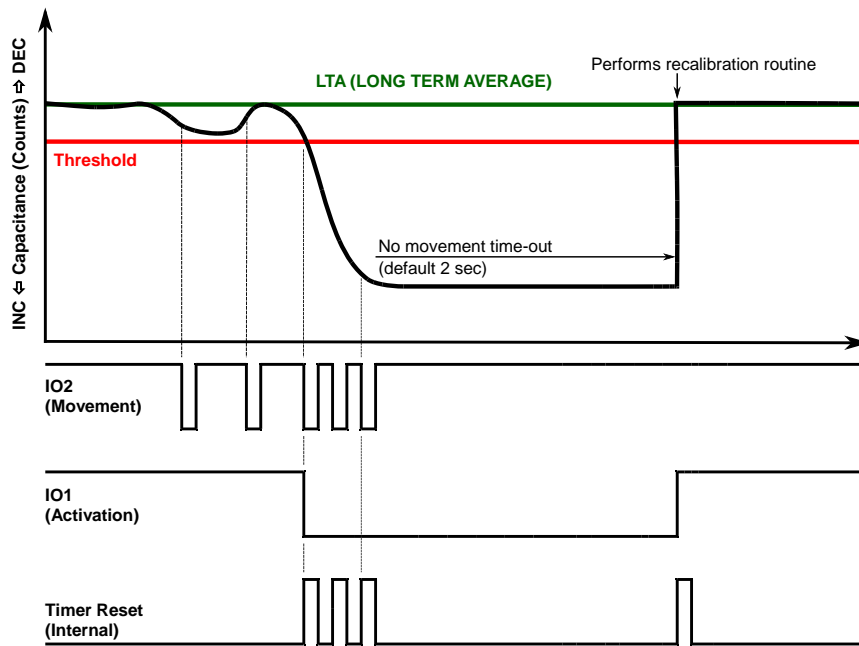 INC ⇦ Capacitance (Counts) ⇨ DEC
LTA (LONG TERM AVERAGE)
Performs recalibration routine
Threshold
No movement time-out
(default 2 sec)
IO2
(Movement)
IO1
(Activation)
Timer Reset
(Internal)